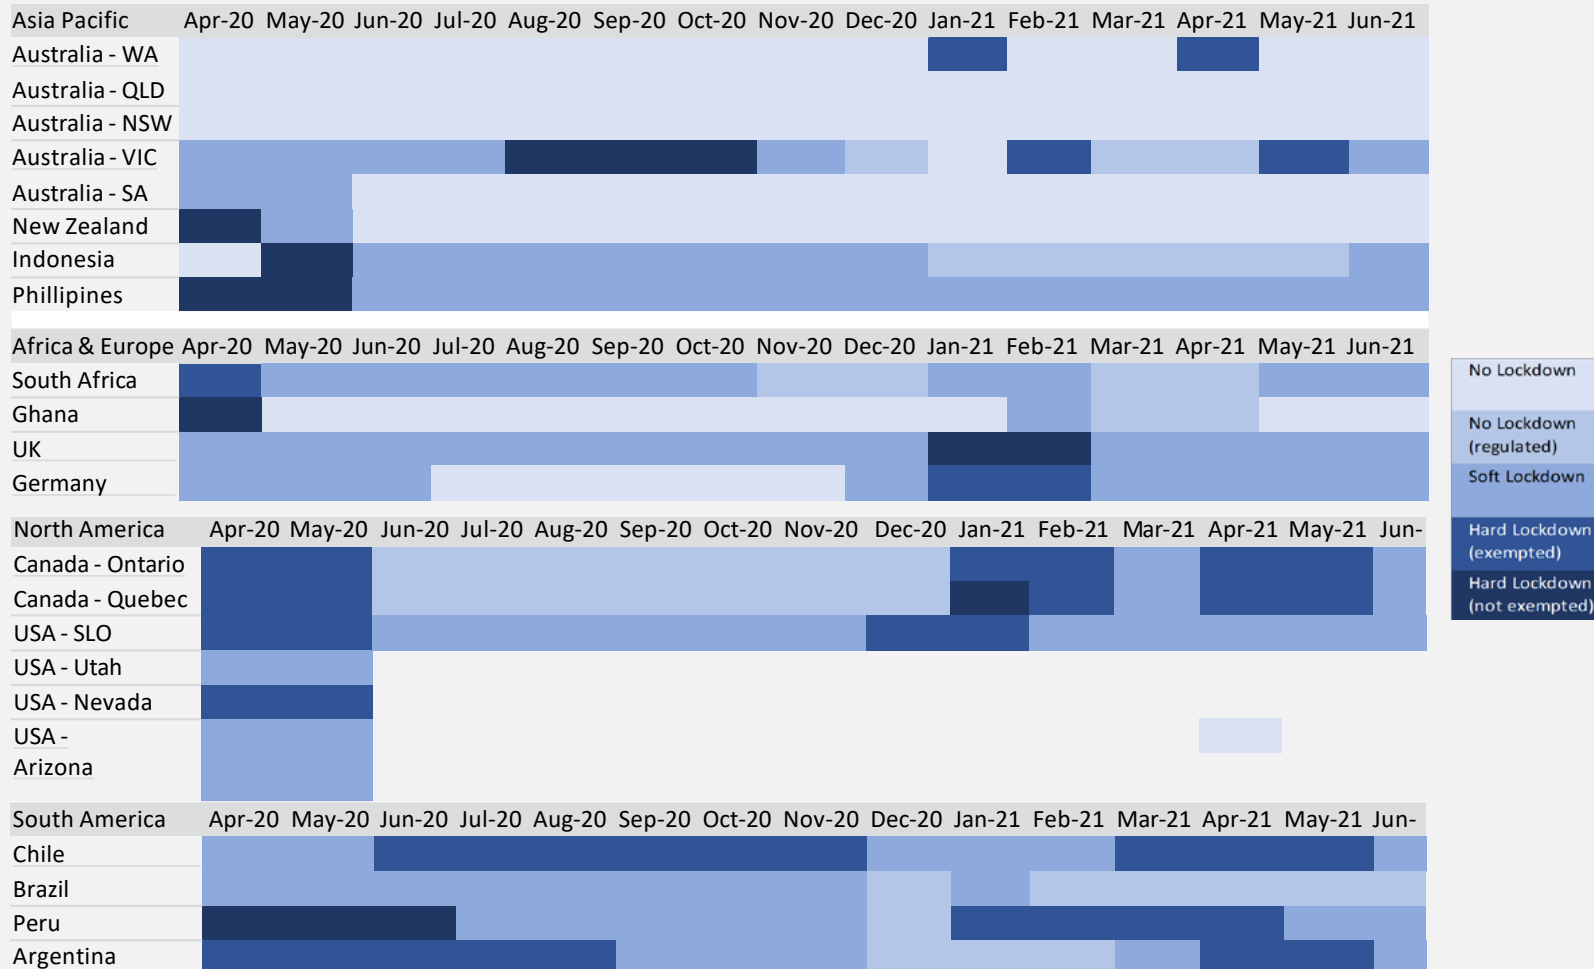 Asia Pacific Apr-20 May-20 Jun-20 Jul-20 Aug-20 Sep-20 Oct-20 Nov-20 Dec-20 Jan-21 Feb-21 Mar-21 Apr-21 May-21 Jun-21
Australia - WA
Australia - QLD
Australia - NSW
Australia - VIC
Australia - SA
New Zealand
Indonesia
Phillipines
Africa & Europe Apr-20 May-20 Jun-20 Jul-20 Aug-20 Sep-20 Oct-20 Nov-20 Dec-20 Jan-21 Feb-21 Mar-21 Apr-21 May-21 Jun-21
South Africa
Ghana
UK
Germany
North America Apr-20 May-20 Jun-20 Jul-20 Aug-20 Sep-20 Oct-20 Nov-20 Dec-20 Jan-21 Feb-21 Mar-21 Apr-21 May-21 Jun-
Canada - Ontario
Canada - Quebec
USA - SLO
USA - Utah
USA - Nevada
USA -
Arizona
South America Apr-20 May-20 Jun-20 Jul-20 Aug-20 Sep-20 Oct-20 Nov-20 Dec-20 Jan-21 Feb-21 Mar-21 Apr-21 May-21 Jun-
Chile
Brazil
Peru
Argentina
No Lockdown
No Lockdown
(regulated)
Soft Lockdown
Hard Lockdown
(exempted)
Hard Lockdown
(not exempted)